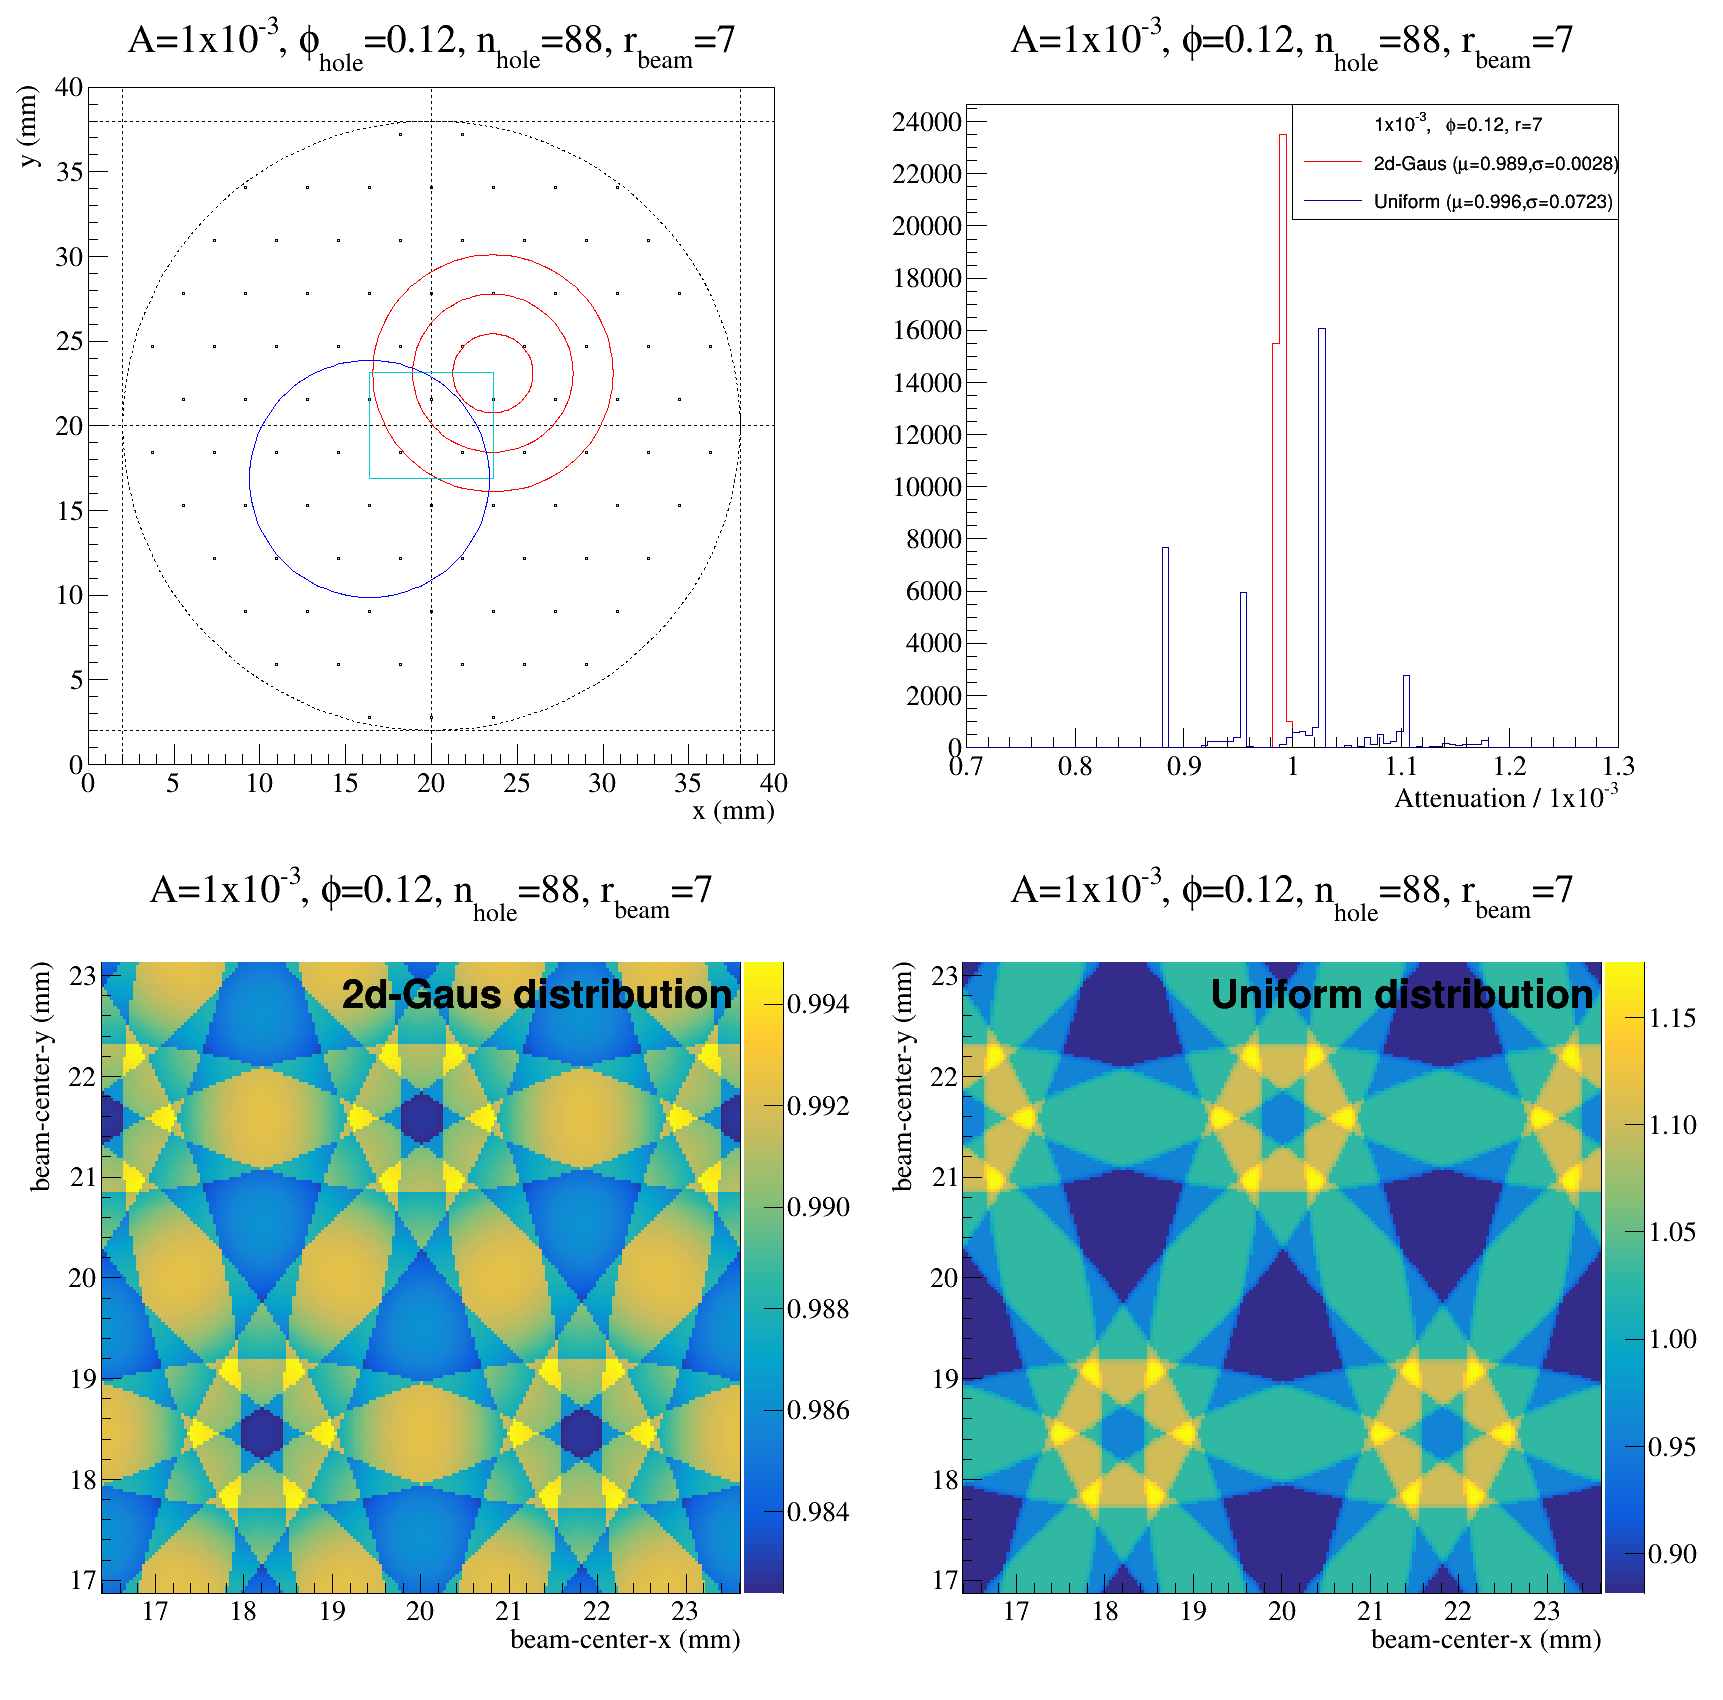 A=1x10⁻³, ϕ_hole=0.12, n_hole=88, r_beam=7
y (mm)
40
35
30
25
20
15
10
5
0
0 5 10 15 20 25 30 35 40
x (mm)
A=1x10⁻³, ϕ=0.12, n_hole=88, r_beam=7
1x10⁻³, ϕ=0.12, r=7
2d-Gaus (μ=0.989,σ=0.0028)
Uniform (μ=0.996,σ=0.0723)
24000
22000
20000
18000
16000
14000
12000
10000
8000
6000
4000
2000
0
0.7 0.8 0.9 1 1.1 1.2 1.3
Attenuation / 1x10⁻³
A=1x10⁻³, ϕ=0.12, n_hole=88, r_beam=7
2d-Gaus distribution
beam-center-y (mm)
23
22
21
20
19
18
17
17 18 19 20 21 22 23
beam-center-x (mm)
0.994
0.992
0.990
0.988
0.986
0.984
A=1x10⁻³, ϕ=0.12, n_hole=88, r_beam=7
Uniform distribution
beam-center-y (mm)
23
22
21
20
19
18
17
17 18 19 20 21 22 23
beam-center-x (mm)
1.15
1.10
1.05
1.00
0.95
0.90